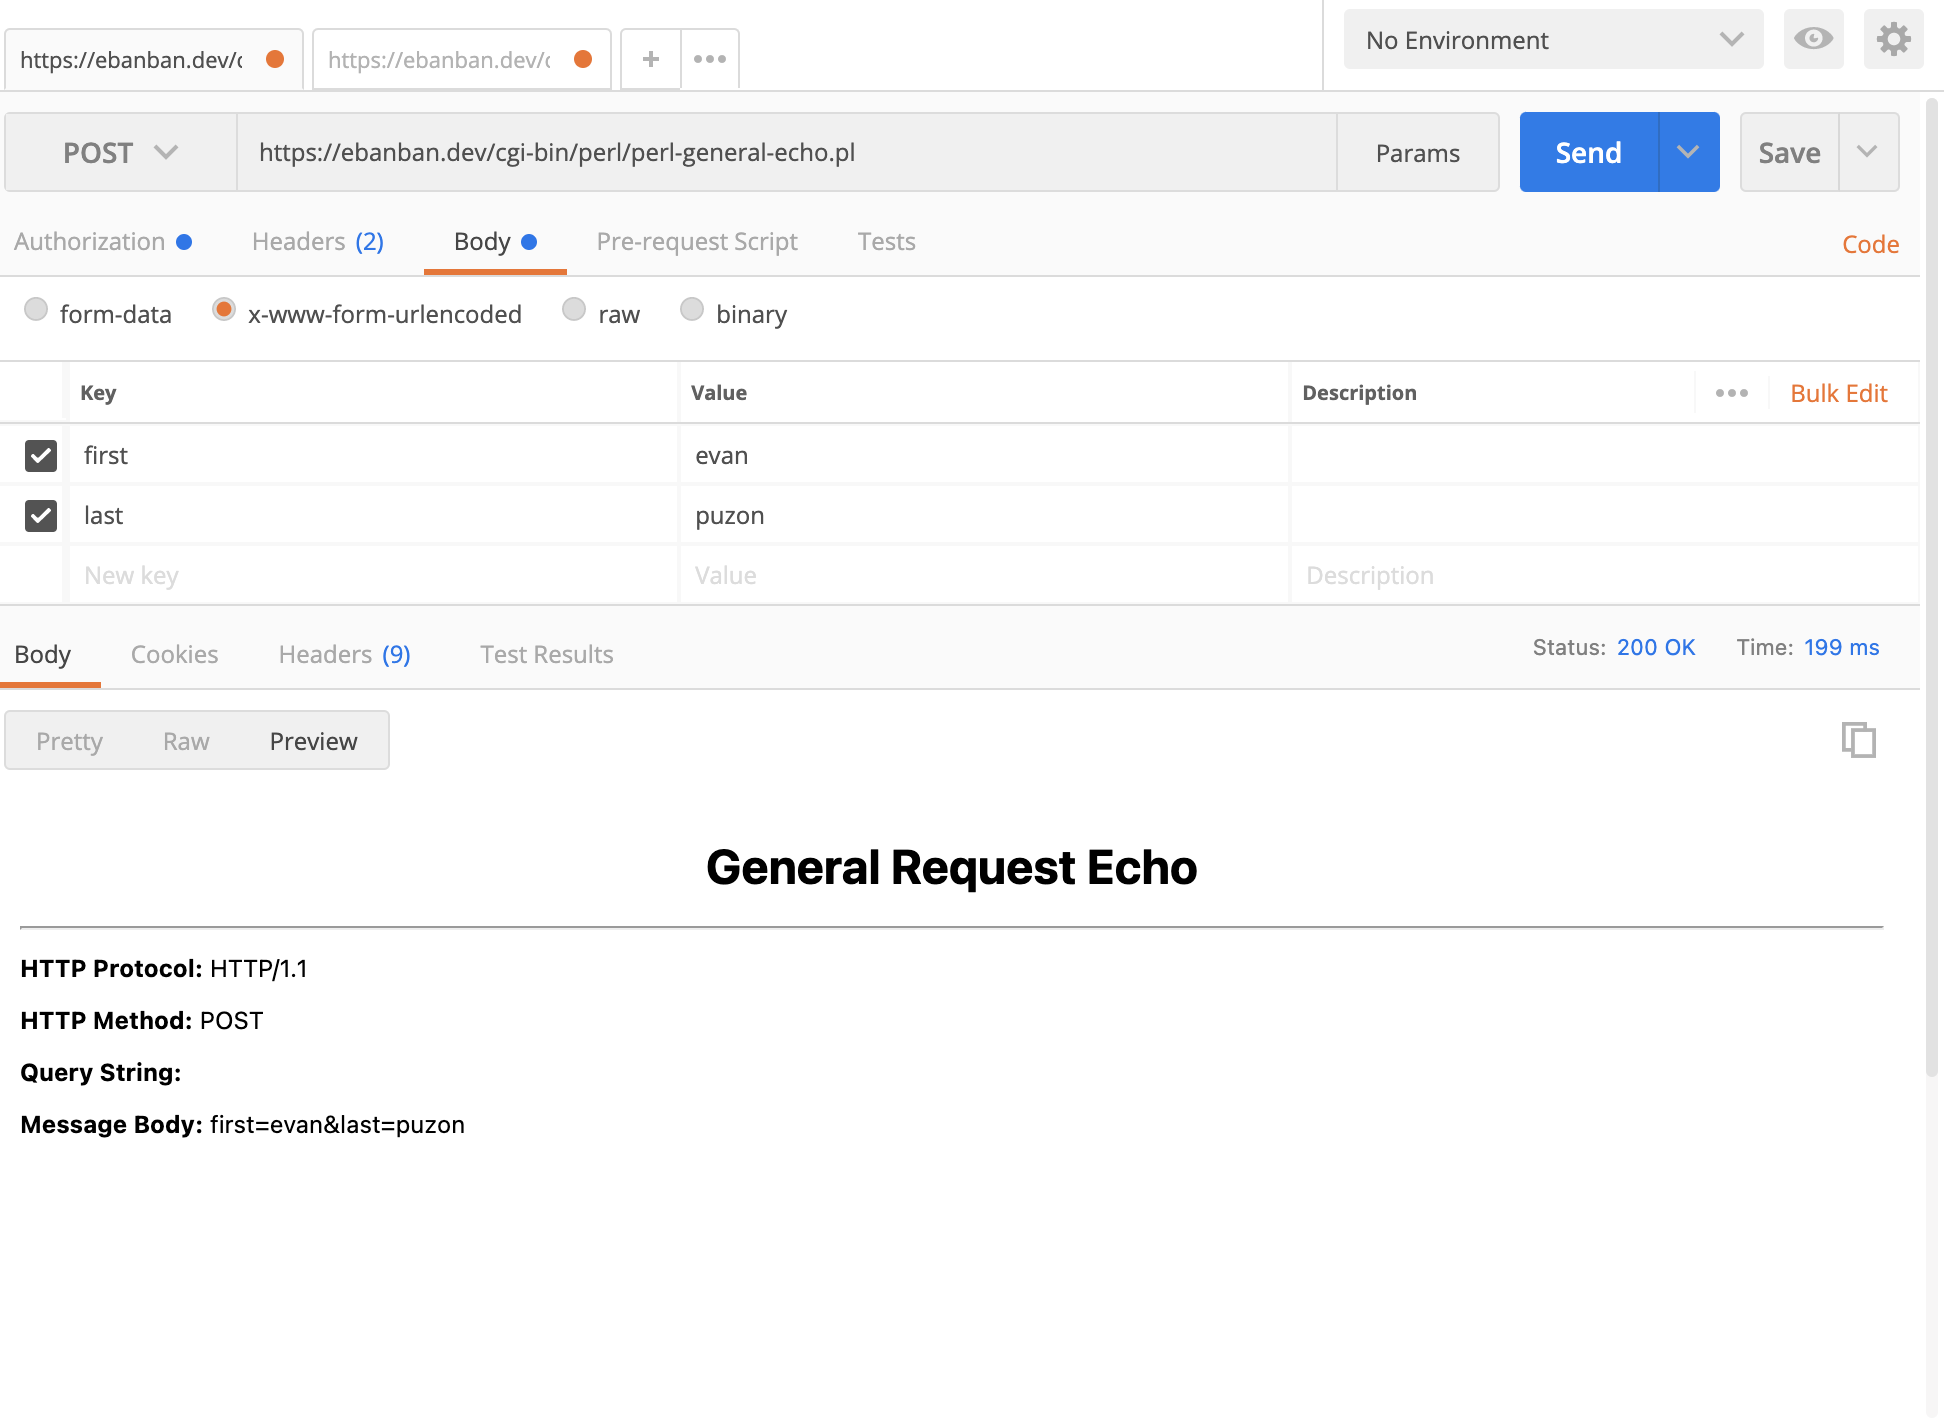 https://ebanban.dev/c https://ebanban.dev/c + No Environment
POST https://ebanban.dev/cgi-bin/perl/perl-general-echo.pl Params Send Save
Authorization Headers (2) Body Pre-request Script Tests Code
form-data x-www-form-urlencoded raw binary
Key Value Description Bulk Edit
first evan
last puzon
New key Value Description
Body Cookies Headers (9) Test Results Status: 200 OK Time: 199 ms
Pretty Raw Preview
General Request Echo
HTTP Protocol: HTTP/1.1
HTTP Method: POST
Query String:
Message Body: first=evan&last=puzon